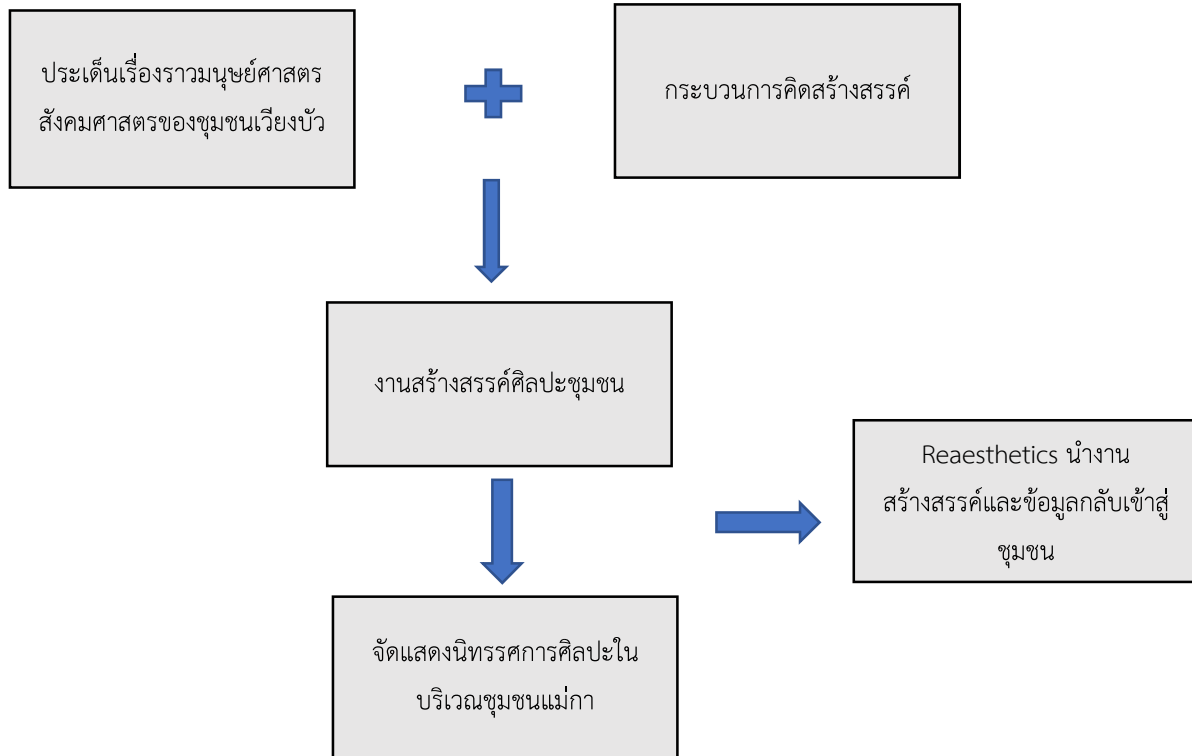 ประเด็นเรื่องราวมนุษย์ศาสตร
สังคมศาสตรของชุมชนเวียงบัว
กระบวนการคิดสร้างสรรค์
งานสร้างสรรค์ศิลปะชุมชน
Reaesthetics นำงาน
สร้างสรรค์และข้อมูลกลับเข้าสู่
ชุมชน
จัดแสดงนิทรรศการศิลปะใน
บริเวณชุมชนแม่กา